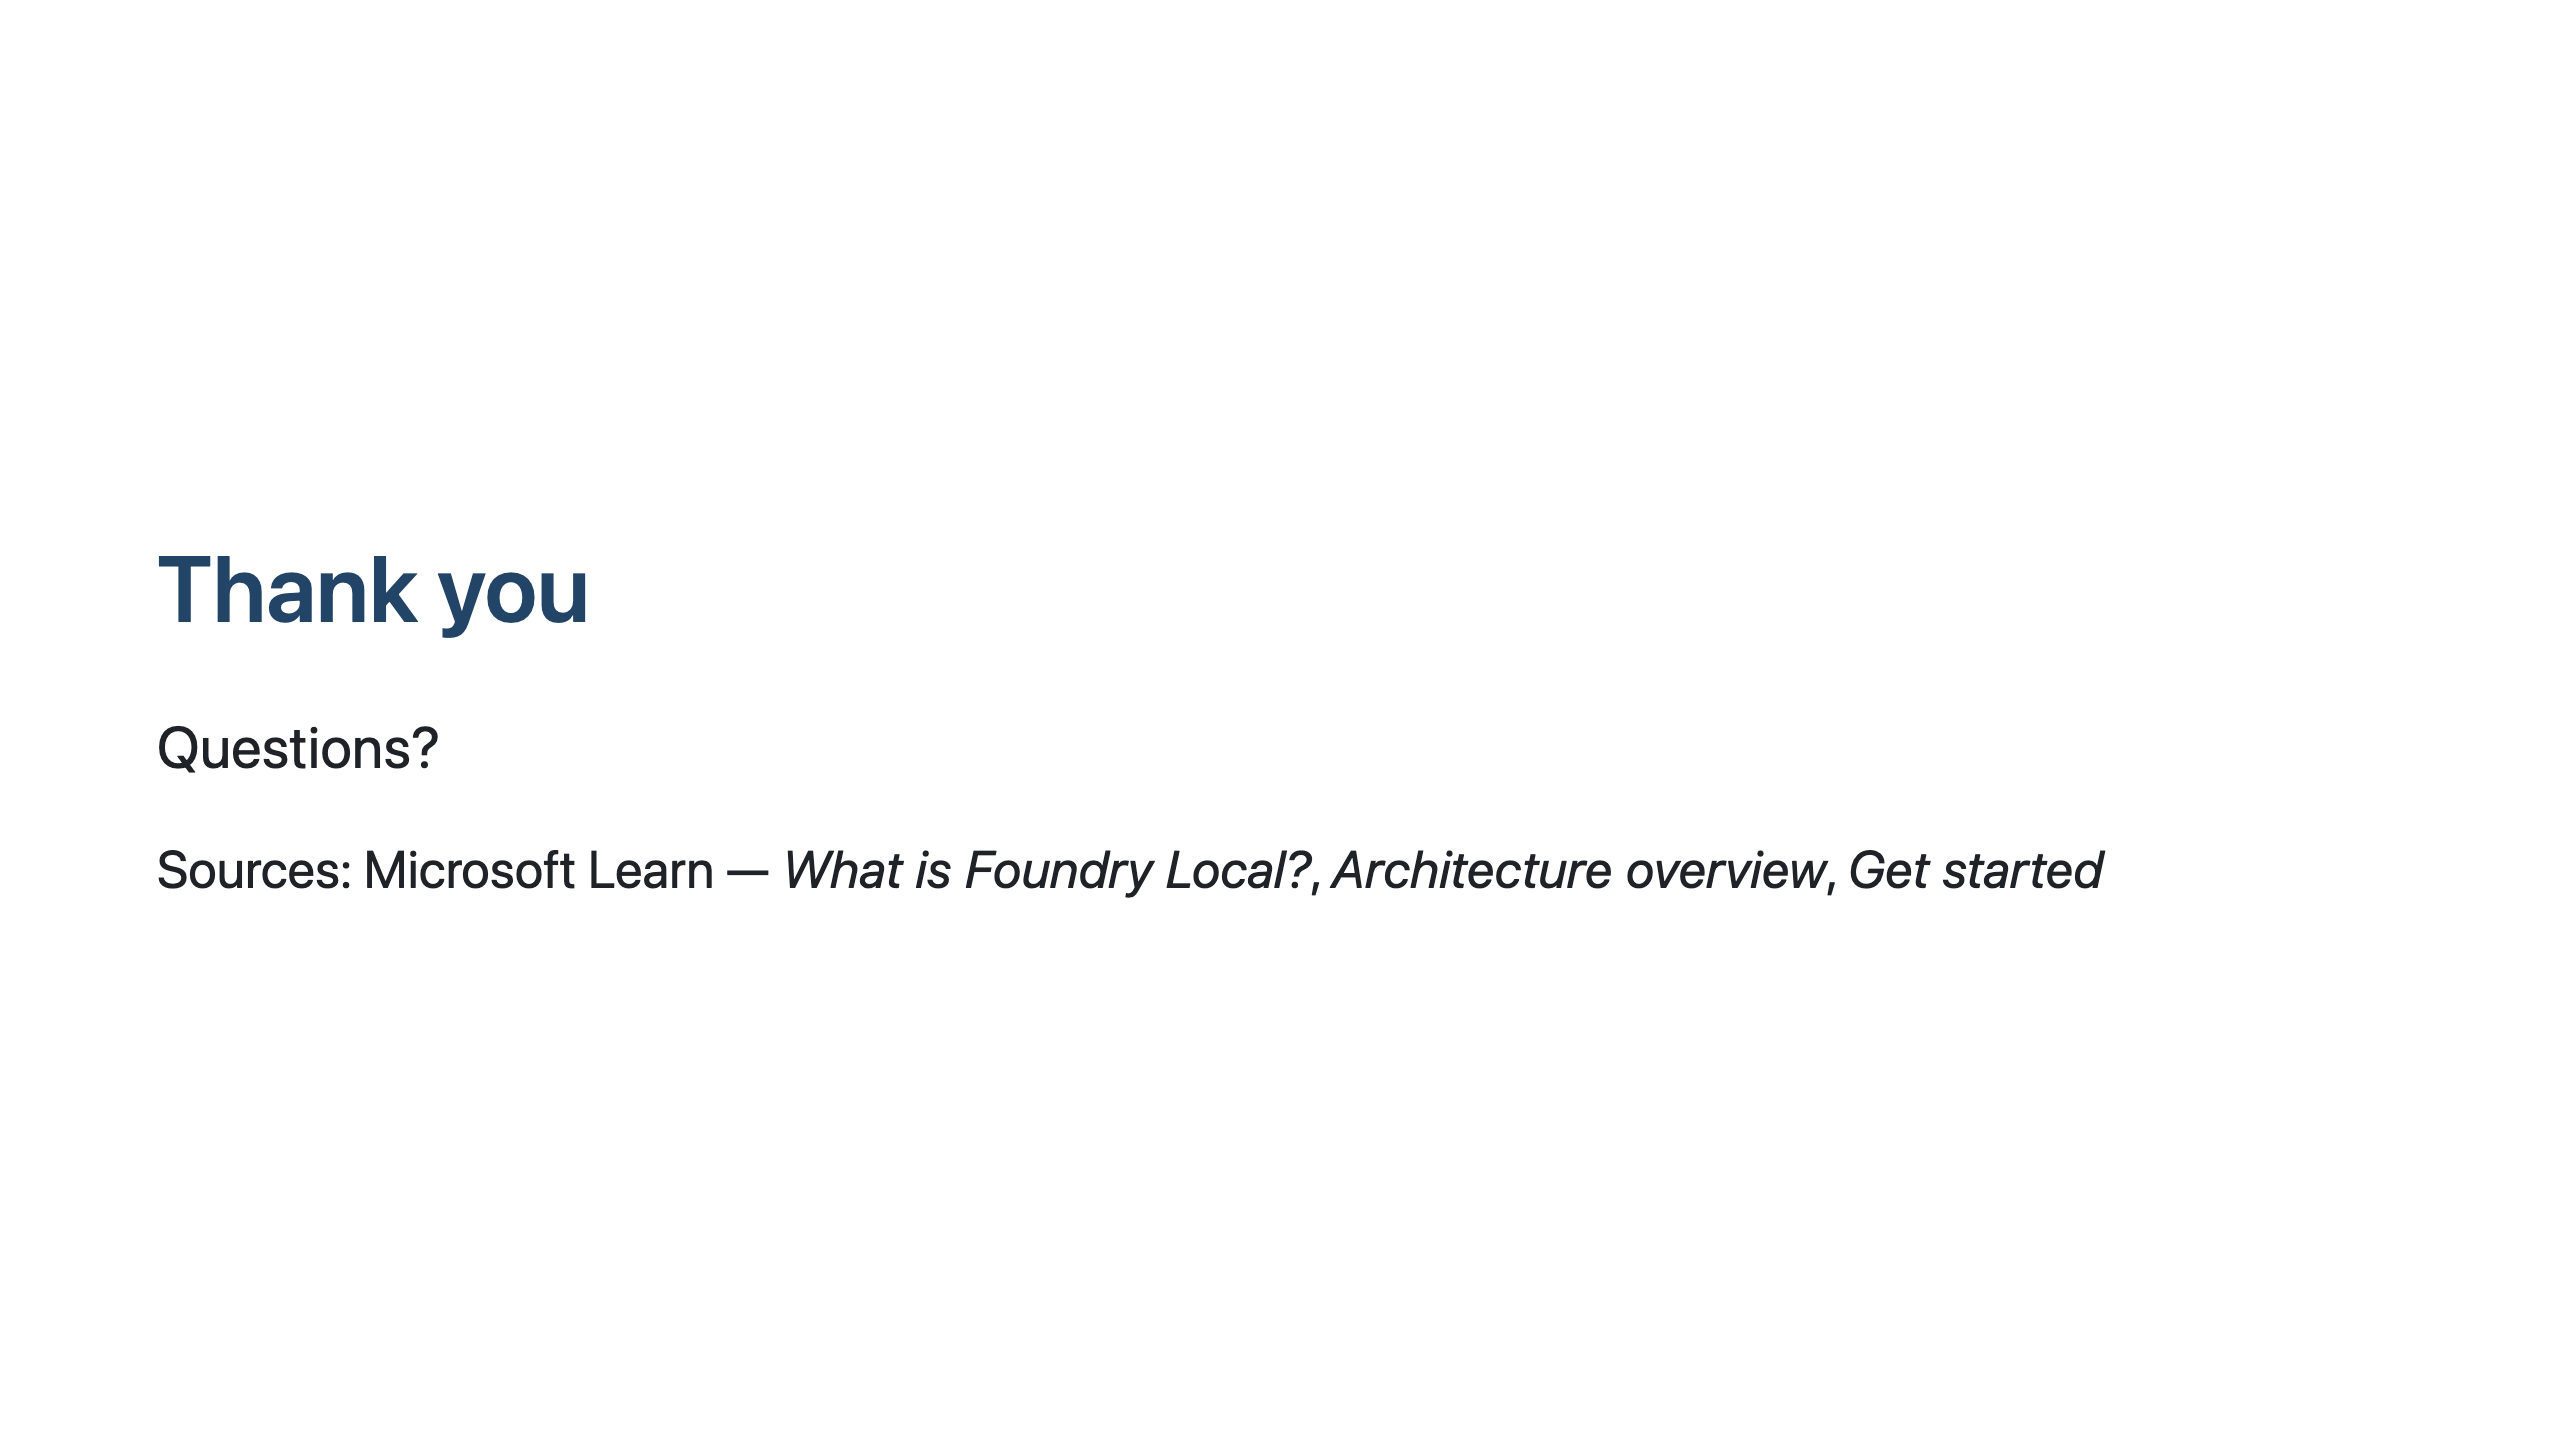 Thank you
Questions?
Sources: Microsoft Learn — What is Foundry Local?, Architecture overview, Get started